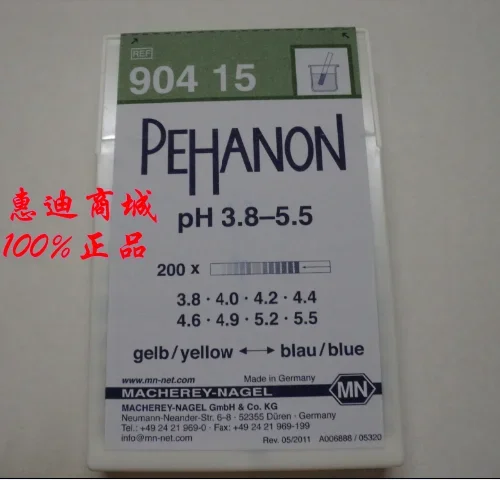 REF
904 15
PEHANON
惠迪商城
pH 3.8–5.5
100%正品
200 x
3.8 · 4.0 · 4.2 · 4.4
4.6 · 4.9 · 5.2 · 5.5
gelb/yellow ↔ blau/blue
www.mn-net.com Made in Germany
MACHEREY-NAGEL MN
MACHEREY-NAGEL GmbH & Co. KG
Neumann-Neander-Str. 6–8 · 52355 Düren · Germany
Tel.: +49 24 21 969-0 · Fax: +49 24 21 969-199
info@mn-net.com Rev. 05/2011 A006886 / 05320